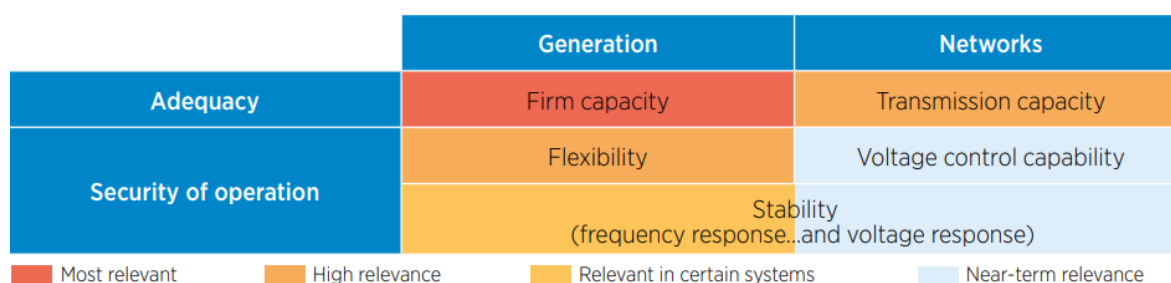 Generation Networks
Adequacy Firm capacity Transmission capacity
Flexibility Voltage control capability
Security of operation
Stability
(frequency response...and voltage response)
Most relevant High relevance Relevant in certain systems Near-term relevance